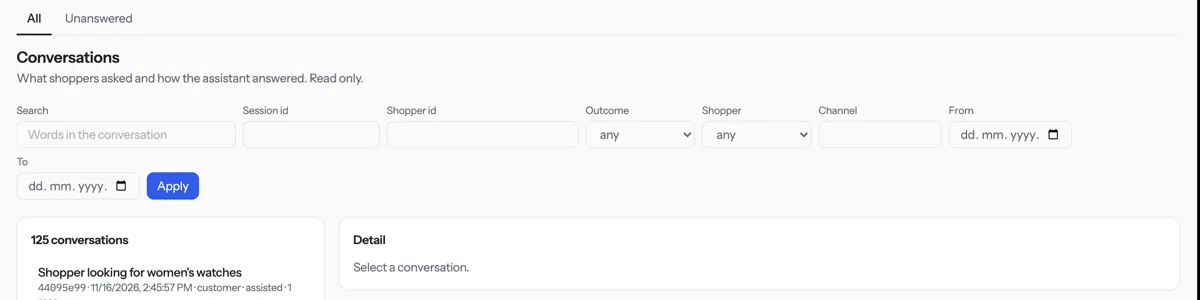 All Unanswered
Conversations
What shoppers asked and how the assistant answered. Read only.
Search Session id Shopper id Outcome Shopper Channel From
Words in the conversation any any dd. mm. yyyy.
To
dd. mm. yyyy. Apply
125 conversations
Detail
Select a conversation.
Shopper looking for women's watches
44095e99 · 11/16/2026, 2:45:57 PM · customer · assisted · 1